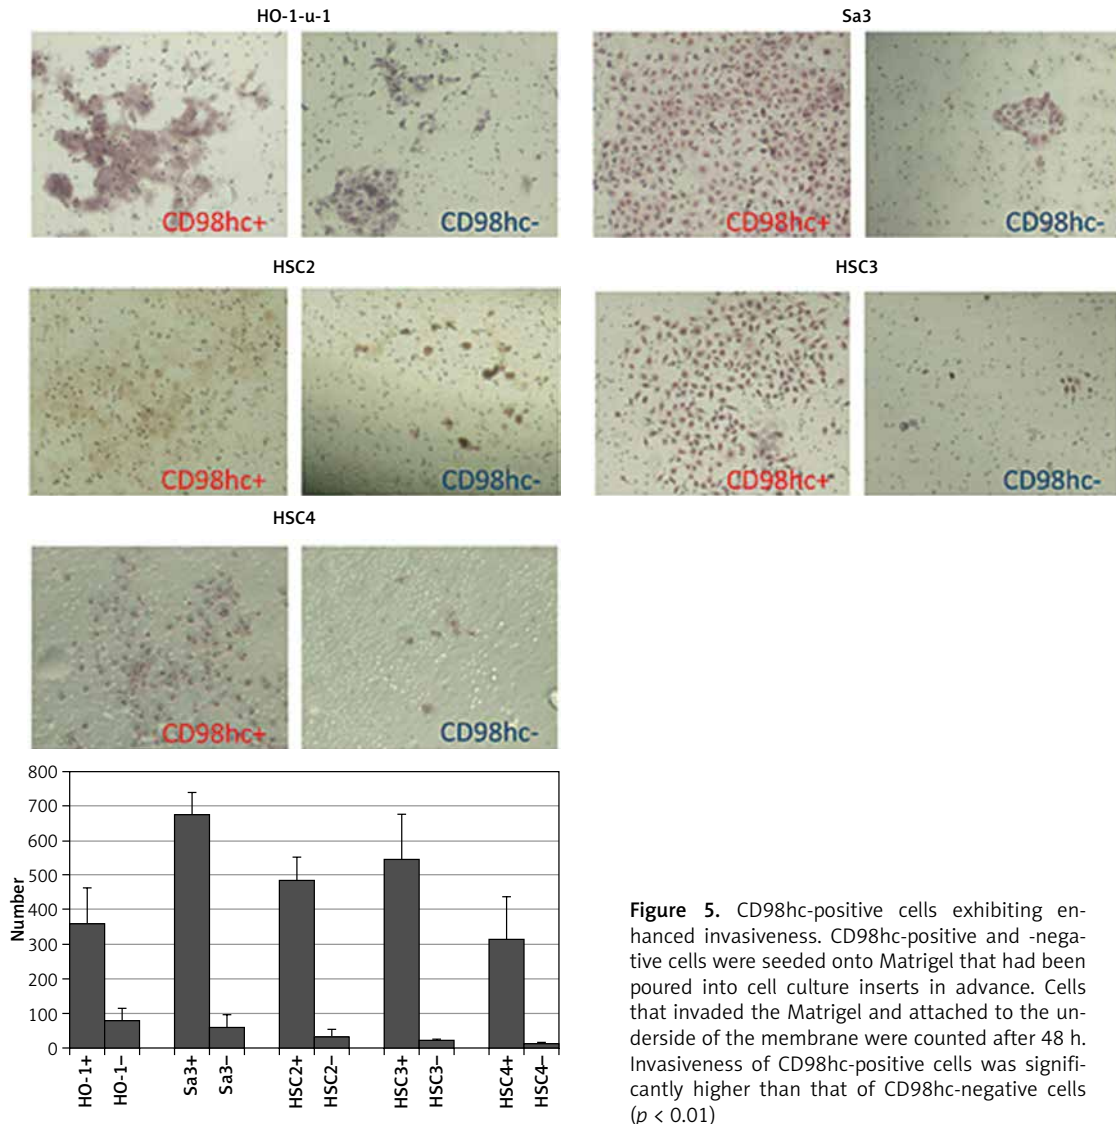 HO-1-u-1
Sa3
CD98hc+
CD98hc-
CD98hc+
CD98hc-
HSC2
HSC3
CD98hc+
CD98hc-
CD98hc+
CD98hc-
HSC4
CD98hc+
CD98hc-
800
700
600
500
400
300
200
100
0
Number
HO-1+
HO-1–
Sa3+
Sa3–
HSC2+
HSC2–
HSC3+
HSC3–
HSC4+
HSC4–
Figure 5. CD98hc-positive cells exhibiting en-
hanced invasiveness. CD98hc-positive and -nega-
tive cells were seeded onto Matrigel that had been
poured into cell culture inserts in advance. Cells
that invaded the Matrigel and attached to the un-
derside of the membrane were counted after 48 h.
Invasiveness of CD98hc-positive cells was signifi-
cantly higher than that of CD98hc-negative cells
(p < 0.01)